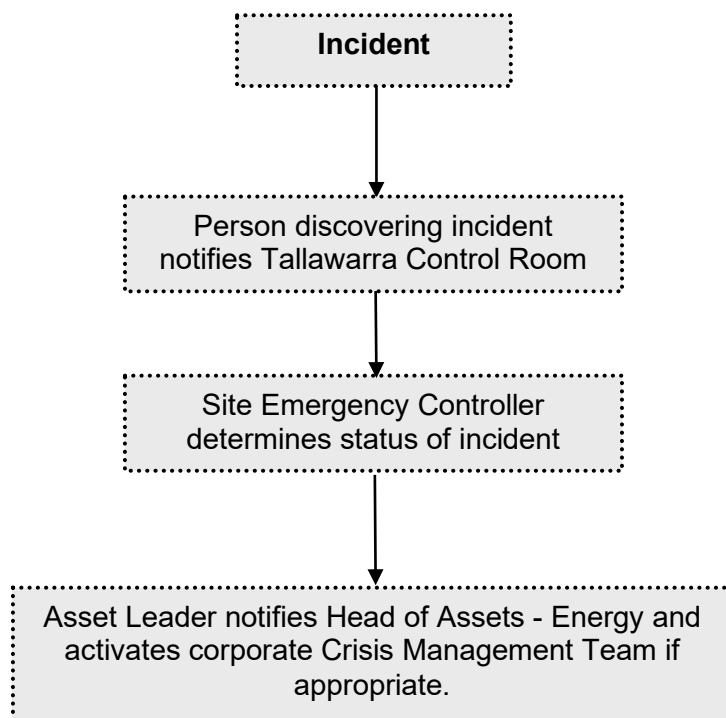 Incident
Person discovering incident
notifies Tallawarra Control Room
Site Emergency Controller
determines status of incident
Asset Leader notifies Head of Assets - Energy and
activates corporate Crisis Management Team if
appropriate.